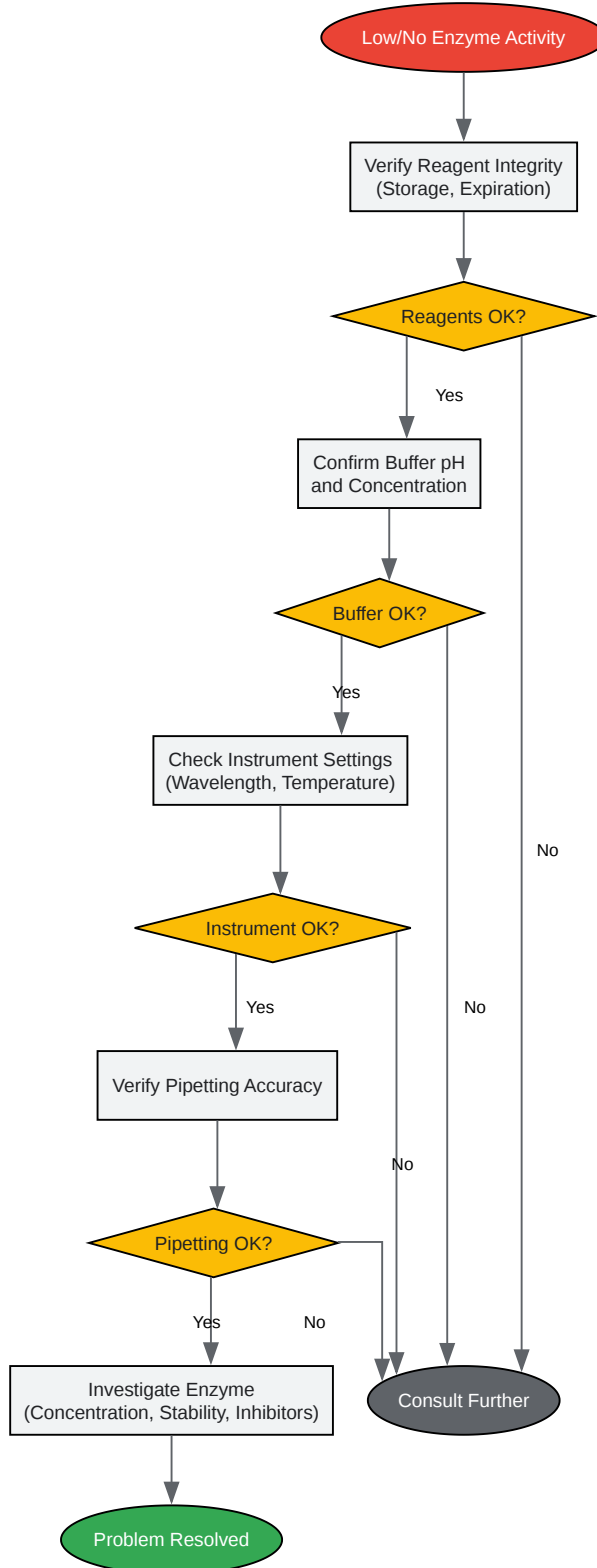 Low/No Enzyme Activity
Verify Reagent Integrity
(Storage, Expiration)
Reagents OK?
Yes
Confirm Buffer pH
and Concentration
Buffer OK?
Yes
Check Instrument Settings
(Wavelength, Temperature)
No
Instrument OK?
Yes
No
Verify Pipetting Accuracy
No
Pipetting OK?
Yes
No
Investigate Enzyme
(Concentration, Stability, Inhibitors)
Consult Further
Problem Resolved